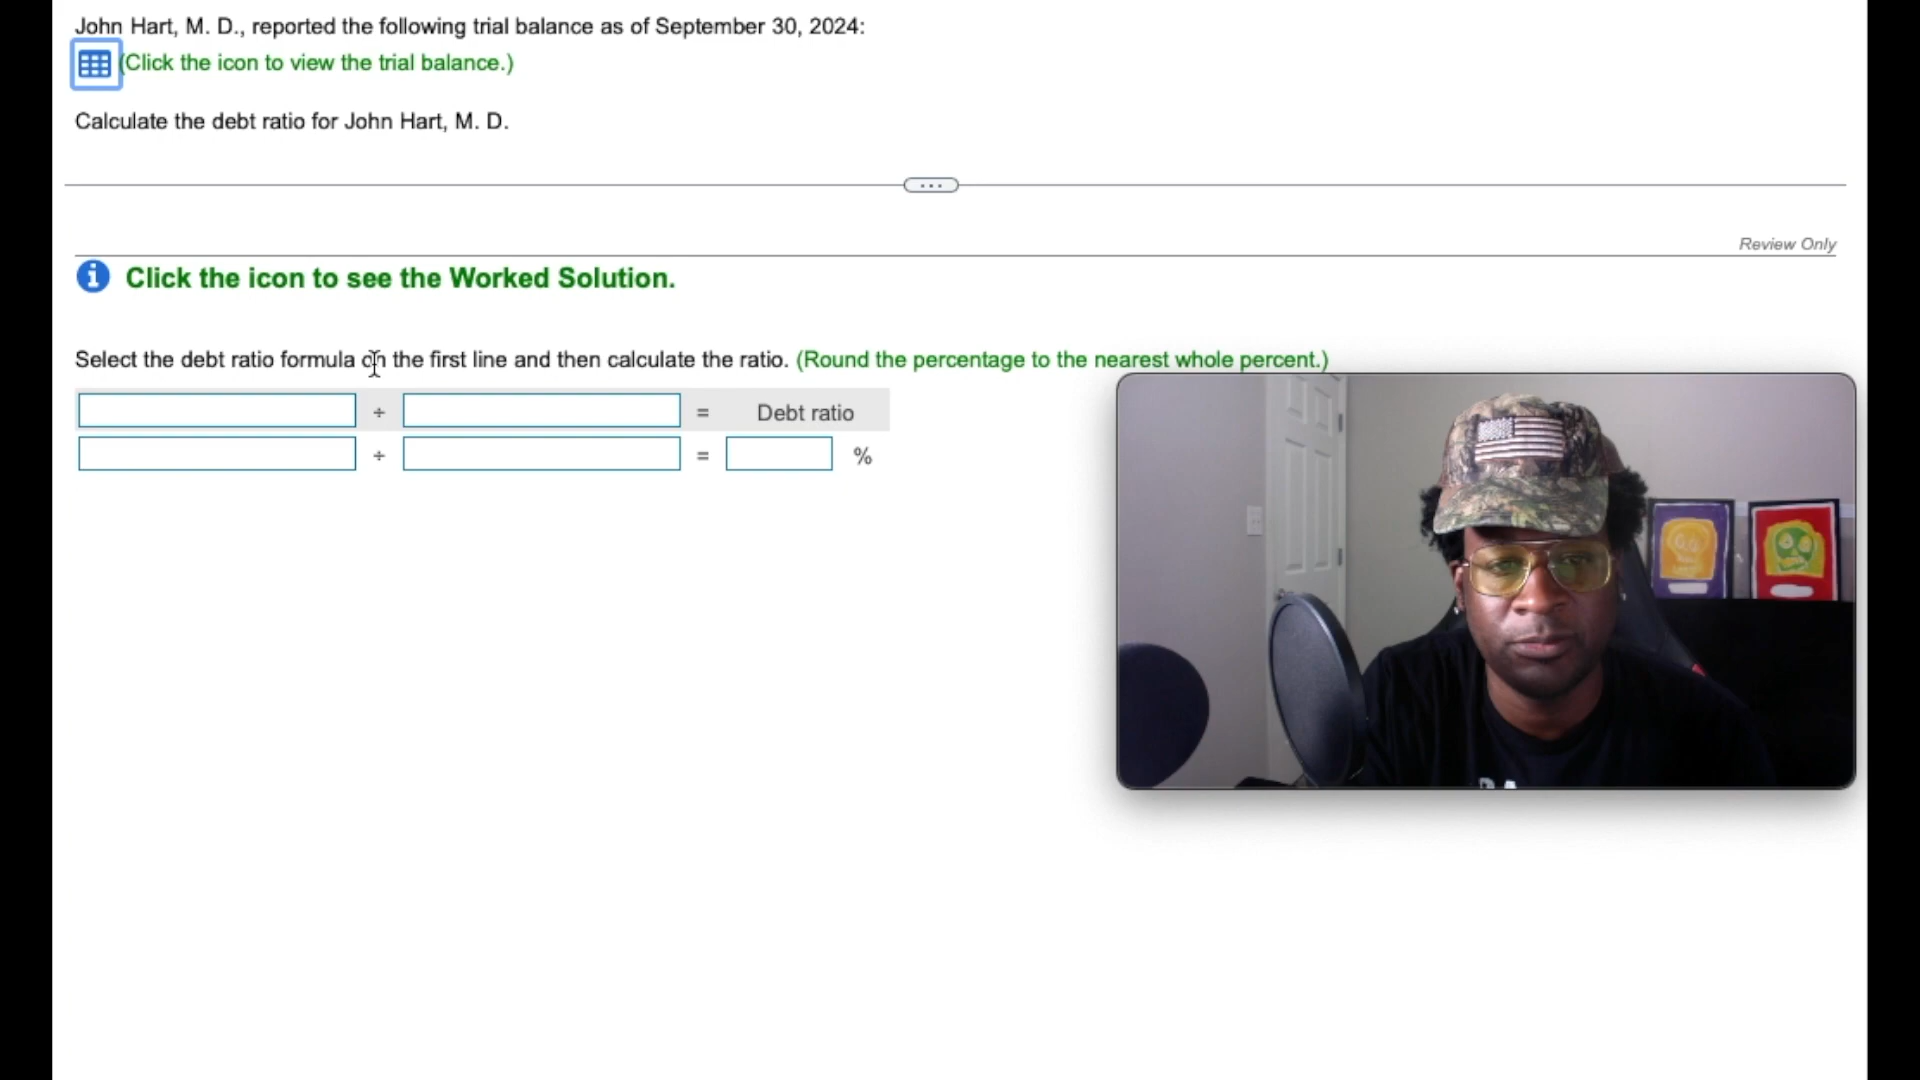 John Hart, M. D., reported the following trial balance as of September 30, 2024:
(Click the icon to view the trial balance.)
Calculate the debt ratio for John Hart, M. D.
Review Only
Click the icon to see the Worked Solution.
Select the debt ratio formula on the first line and then calculate the ratio. (Round the percentage to the nearest whole percent.)
÷ = Debt ratio
÷ = %